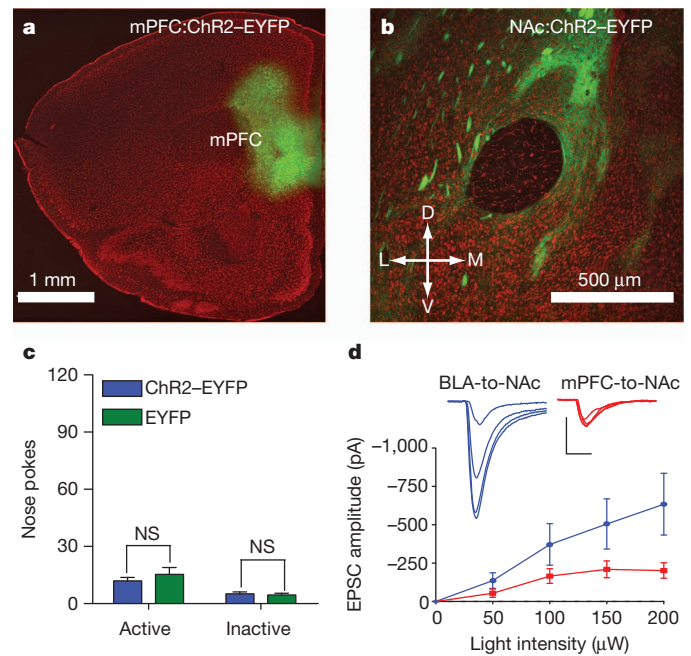 a
mPFC:ChR2–EYFP
mPFC
1 mm
b
NAc:ChR2–EYFP
D
L
M
V
500 μm
c
120
90
60
30
0
Nose pokes
ChR2–EYFP
EYFP
NS
NS
Active
Inactive
d
BLA-to-NAc
mPFC-to-NAc
−1,000
−750
−500
−250
0
EPSC amplitude (pA)
0
50
100
150
200
Light intensity (μW)